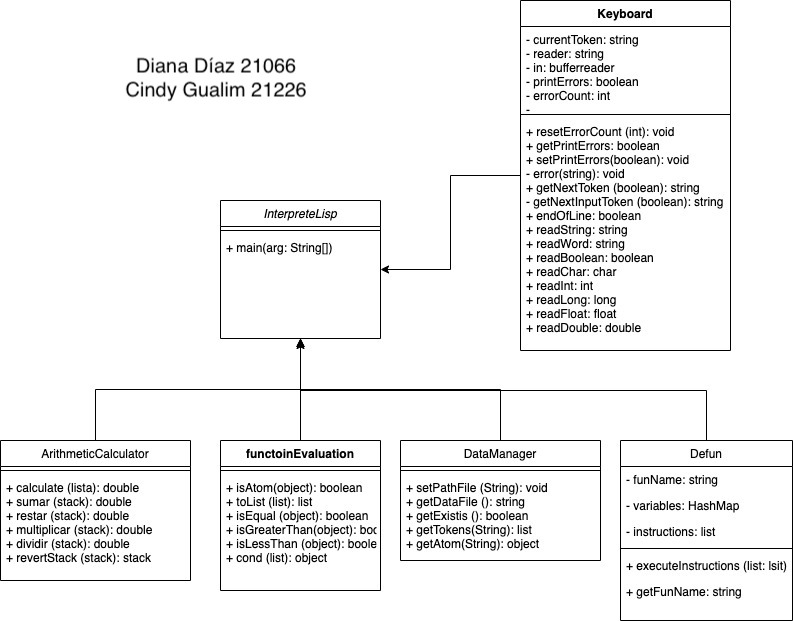 Diana Díaz 21066
Cindy Gualim 21226
Keyboard
- currentToken: string
- reader: string
- in: bufferreader
- printErrors: boolean
- errorCount: int
-
+ resetErrorCount (int): void
+ getPrintErrors: boolean
+ setPrintErrors(boolean): void
- error(string): void
+ getNextToken (boolean): string
- getNextInputToken (boolean): string
+ endOfLine: boolean
+ readString: string
+ readWord: string
+ readBoolean: boolean
+ readChar: char
+ readInt: int
+ readLong: long
+ readFloat: float
+ readDouble: double
InterpreteLisp
+ main(arg: String[])
ArithmeticCalculator
+ calculate (lista): double
+ sumar (stack): double
+ restar (stack): double
+ multiplicar (stack): double
+ dividir (stack): double
+ revertStack (stack): stack
functoinEvaluation
+ isAtom(object): boolean
+ toList (list): list
+ isEqual (object): boolean
+ isGreaterThan(object): boo
+ isLessThan (object): boole
+ cond (list): object
DataManager
+ setPathFile (String): void
+ getDataFile (): string
+ getExistis (): boolean
+ getTokens(String): list
+ getAtom(String): object
Defun
- funName: string
- variables: HashMap
- instructions: list
+ executeInstructions (list: lsit)
+ getFunName: string